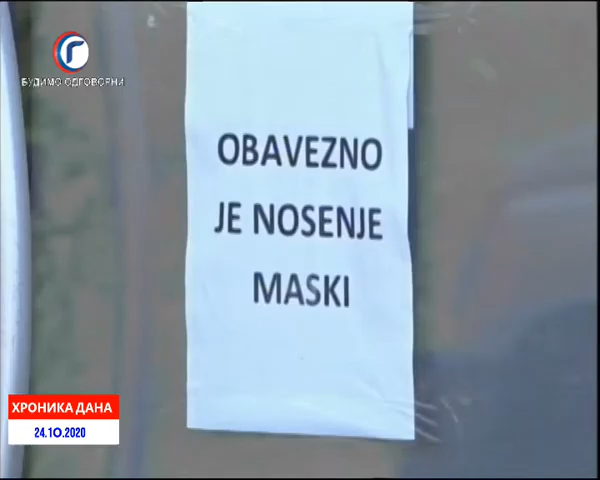 БУДИМО ОДГОВОРНИ
OBAVEZNO
JE NOSENJE
MASKI
ХРОНИКА ДАНА
24.10.2020